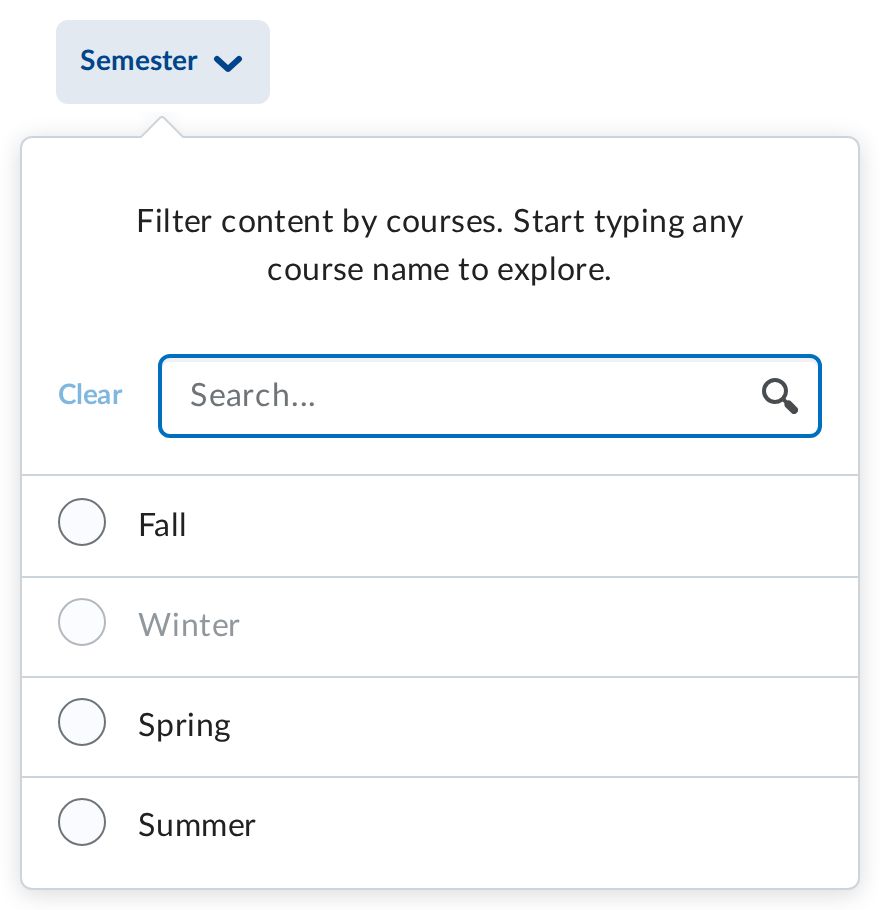 Semester
Filter content by courses. Start typing any
course name to explore.
Clear
Search...
Fall
Winter
Spring
Summer